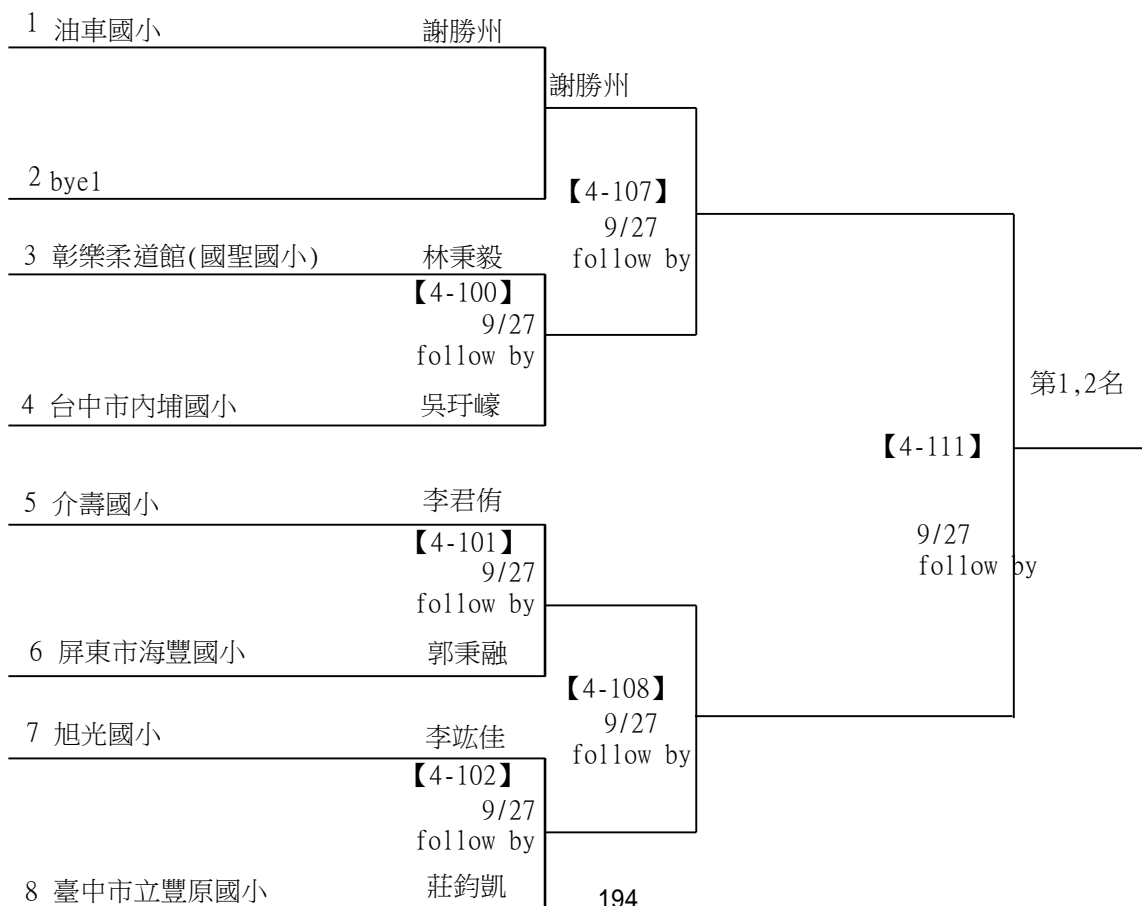 1 油車國小 謝勝州
謝勝州
2 bye1
【4-107】
9/27
follow by
3 彰樂柔道館(國聖國小) 林秉毅
【4-100】
9/27
follow by
4 台中市內埔國小 吳玗嶑
第1,2名
【4-111】
9/27
follow by
5 介壽國小 李君侑
【4-101】
9/27
follow by
6 屏東市海豐國小 郭秉融
【4-108】
9/27
follow by
7 旭光國小 李竑佳
【4-102】
9/27
follow by
8 臺中市立豐原國小 莊鈞凱
194